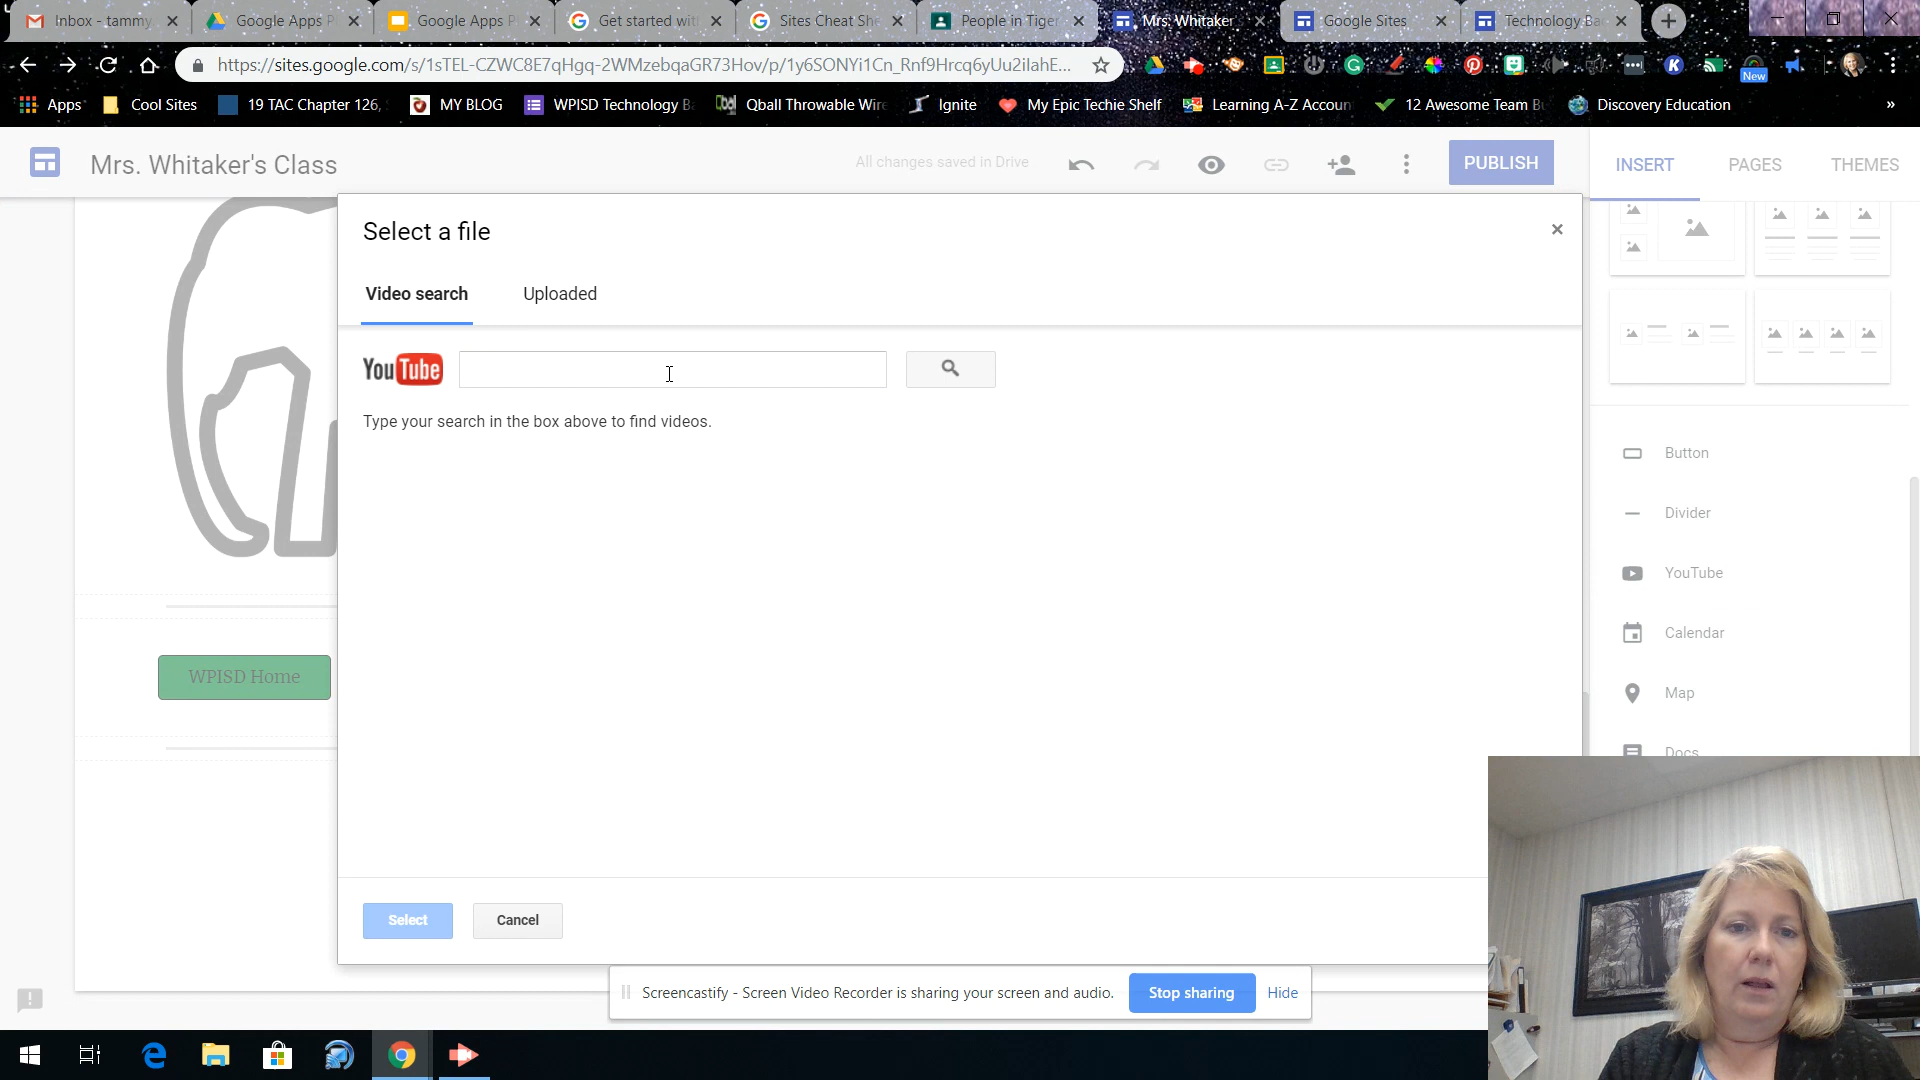 Inbox - tammy
Google Apps P
Google Apps P
Get started wit
Sites Cheat She
People in Tiger
Mrs. Whitaker
Google Sites
Technology Ba
https://sites.google.com/s/1sTEL-CZWC8E7qHgq-2WMzebqaGR73Hov/p/1y6SONYi1Cn_Rnf9Hrcq6yUu2iIahE...
New
Apps
Cool Sites
19 TAC Chapter 126,
MY BLOG
WPISD Technology Ba
Qball Throwable Wire
Ignite
My Epic Techie Shelf
Learning A-Z Accoun
12 Awesome Team Bu
Discovery Education
»
Mrs. Whitaker's Class
All changes saved in Drive
PUBLISH
INSERT
PAGES
THEMES
Select a file
Video search
Uploaded
YouTube
Type your search in the box above to find videos.
Button
Divider
YouTube
Calendar
Map
Docs
WPISD Home
Select
Cancel
Screencastify - Screen Video Recorder is sharing your screen and audio.
Stop sharing
Hide